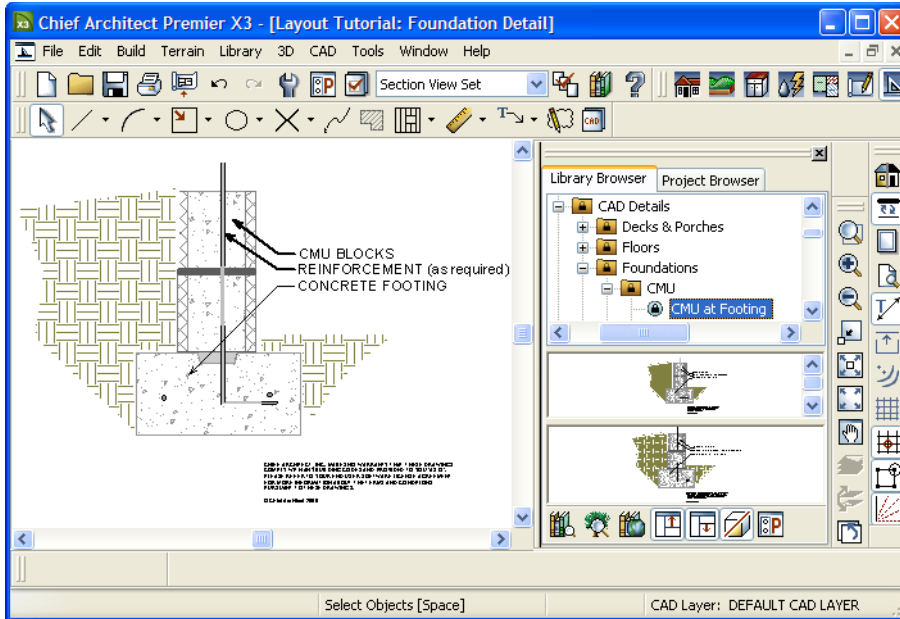 Chief Architect Premier X3 - [Layout Tutorial: Foundation Detail]
File Edit Build Terrain Library 3D CAD Tools Window Help
Section View Set
CAD
Library Browser Project Browser
CAD Details
Decks & Porches
Floors
Foundations
CMU
CMU at Footing
CMU BLOCKS
REINFORCEMENT (as required)
CONCRETE FOOTING
Select Objects [Space] CAD Layer: DEFAULT CAD LAYER